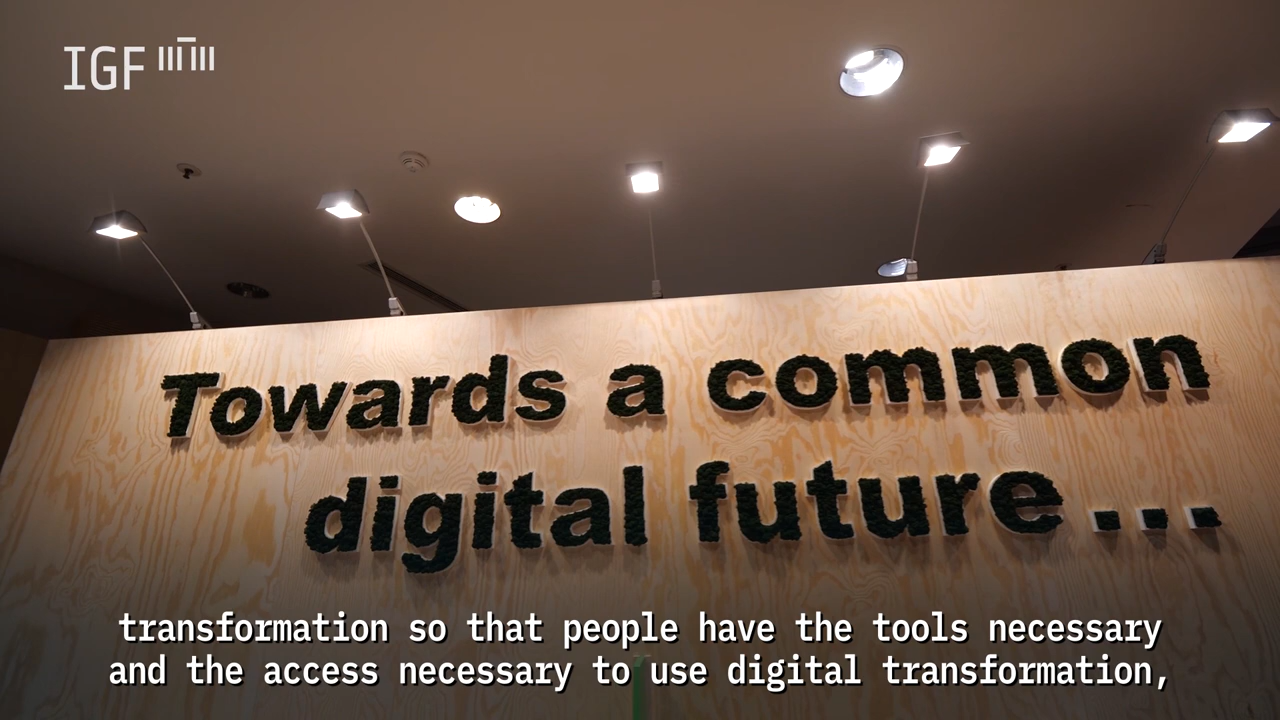 IGF
Towards a common
digital future...
transformation so that people have the tools necessary
and the access necessary to use digital transformation,